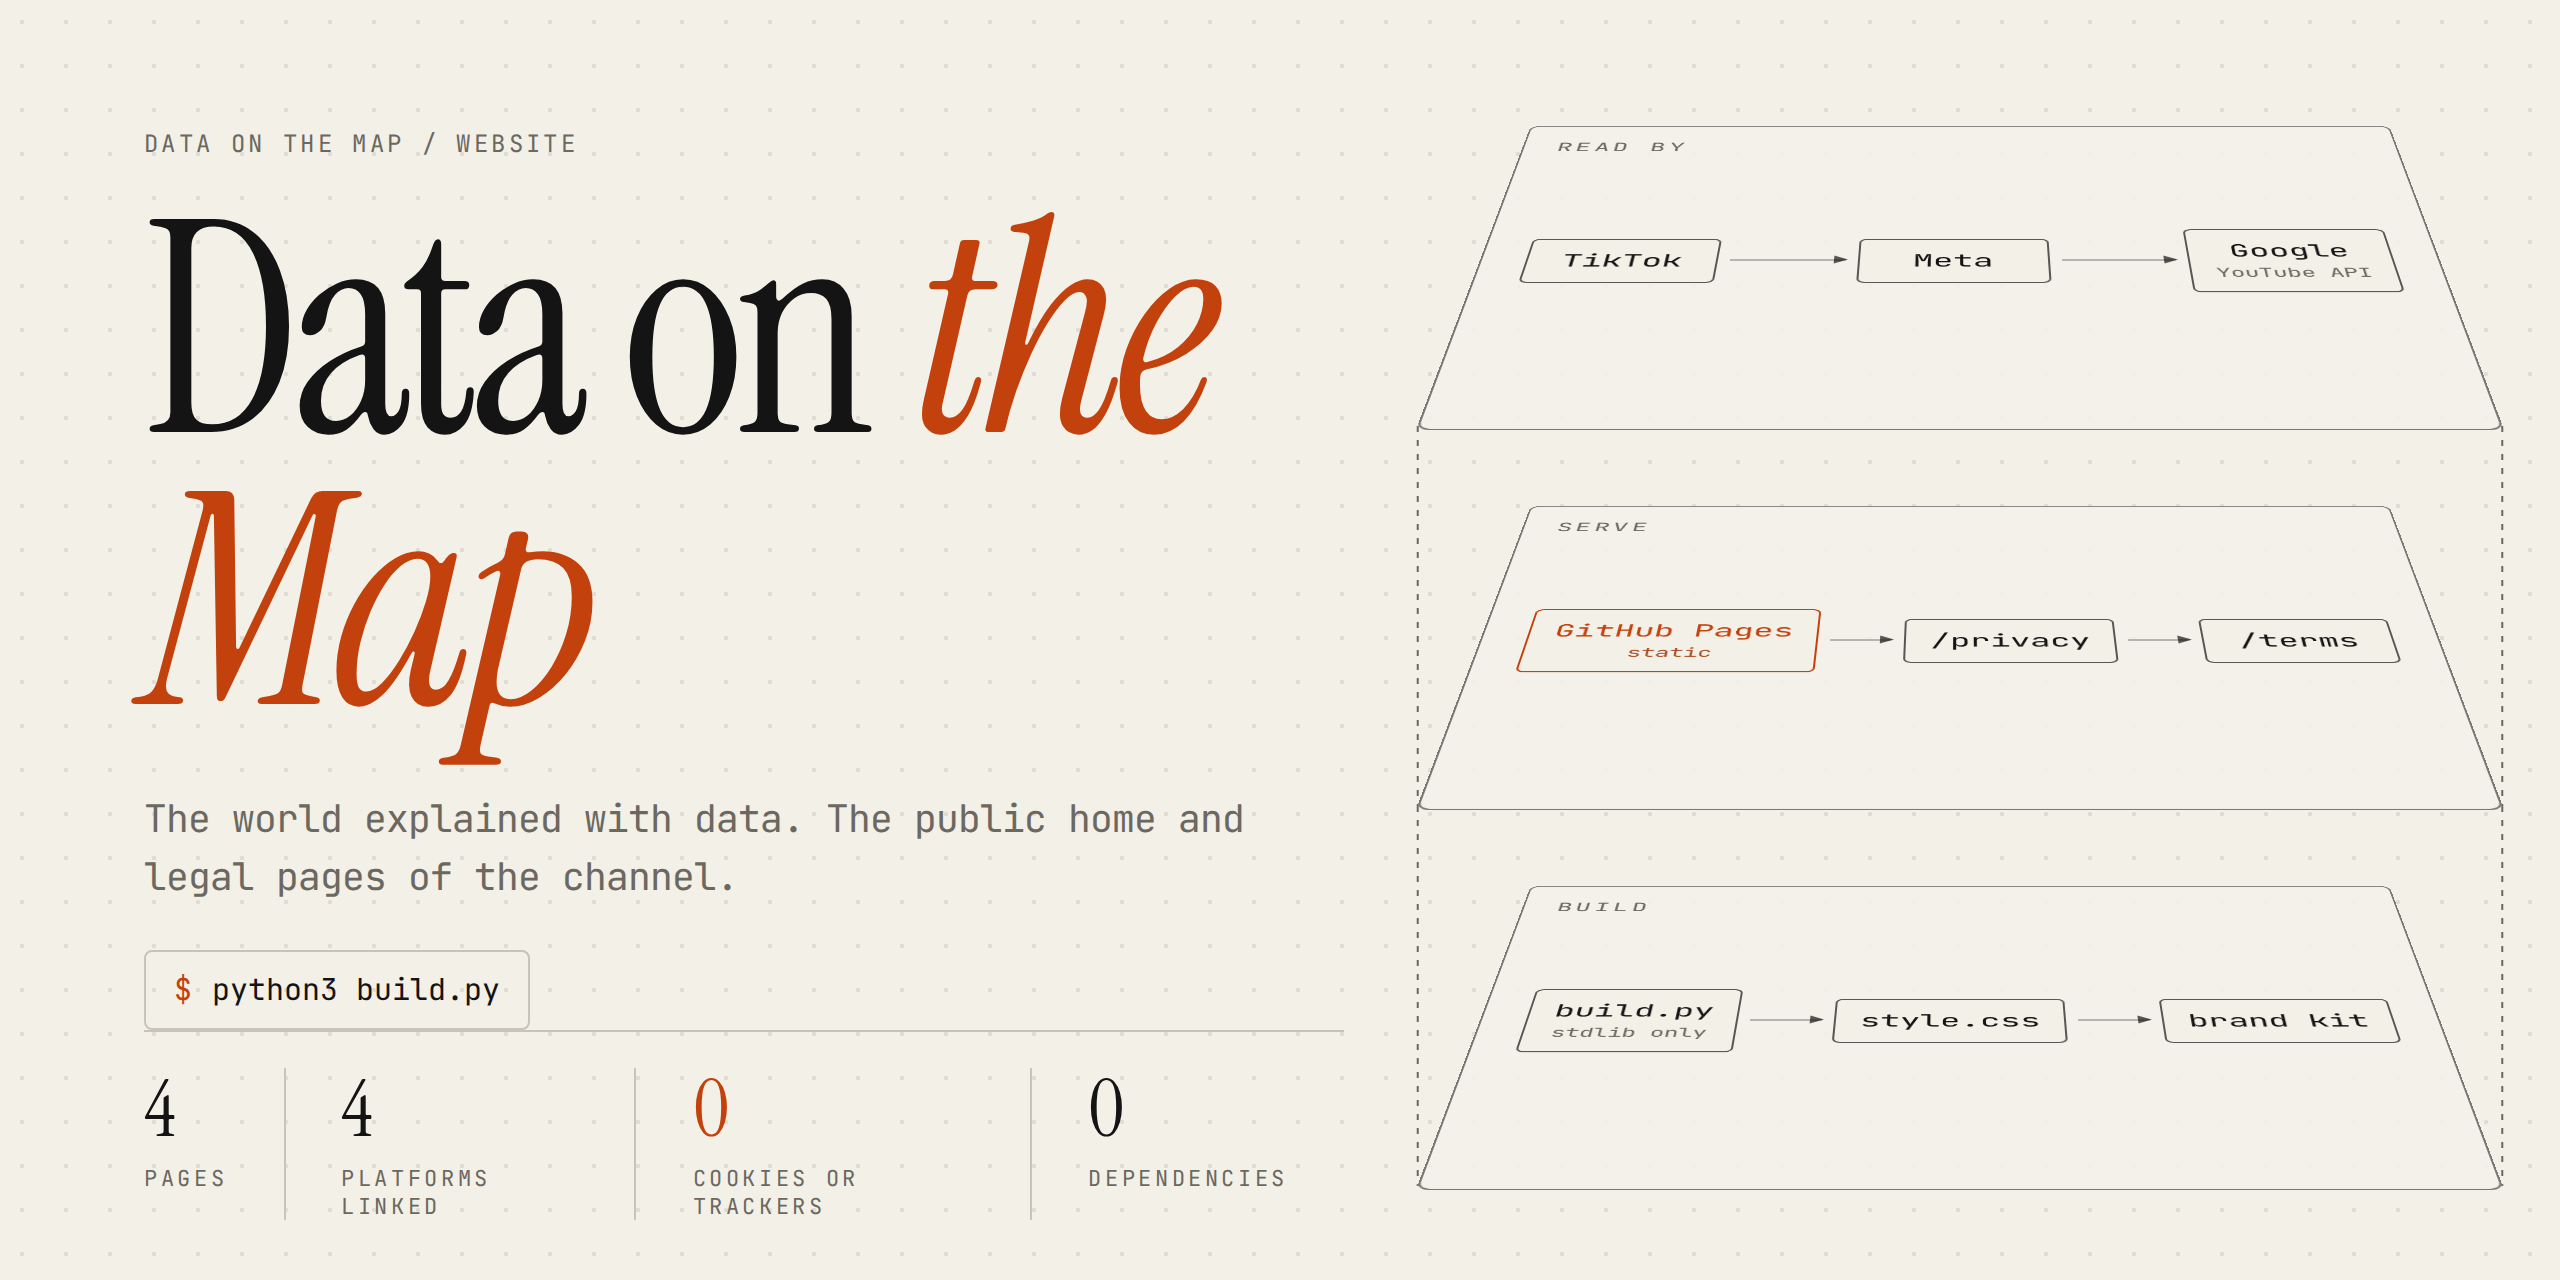 DATA ON THE MAP / WEBSITE
Data on the
Map
The world explained with data. The public home and
legal pages of the channel.
$ python3 build.py
4
PAGES
4
PLATFORMS
LINKED
0
COOKIES OR
TRACKERS
0
DEPENDENCIES
READ BY
TikTok
Meta
Google
YouTube API
SERVE
GitHub Pages
static
/privacy
/terms
BUILD
build.py
stdlib only
style.css
brand kit